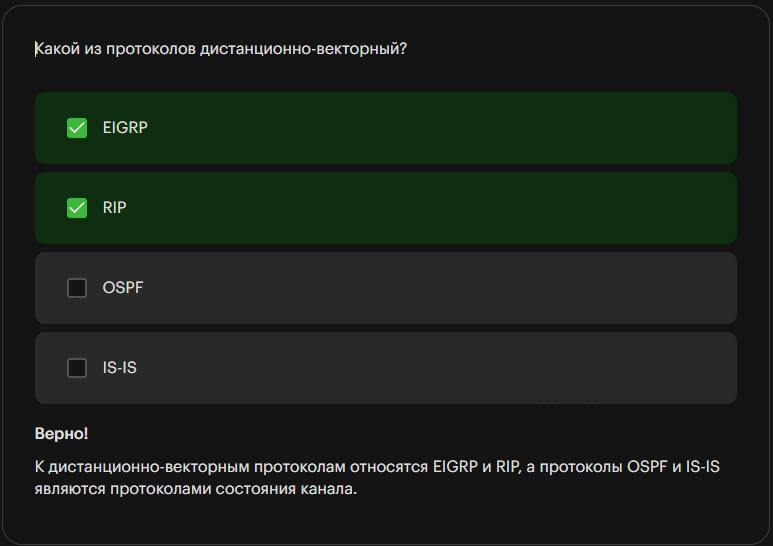 Какой из протоколов дистанционно-векторный?
EIGRP
RIP
OSPF
IS-IS
Верно!
К дистанционно-векторным протоколам относятся EIGRP и RIP, а протоколы OSPF и IS-IS
являются протоколами состояния канала.